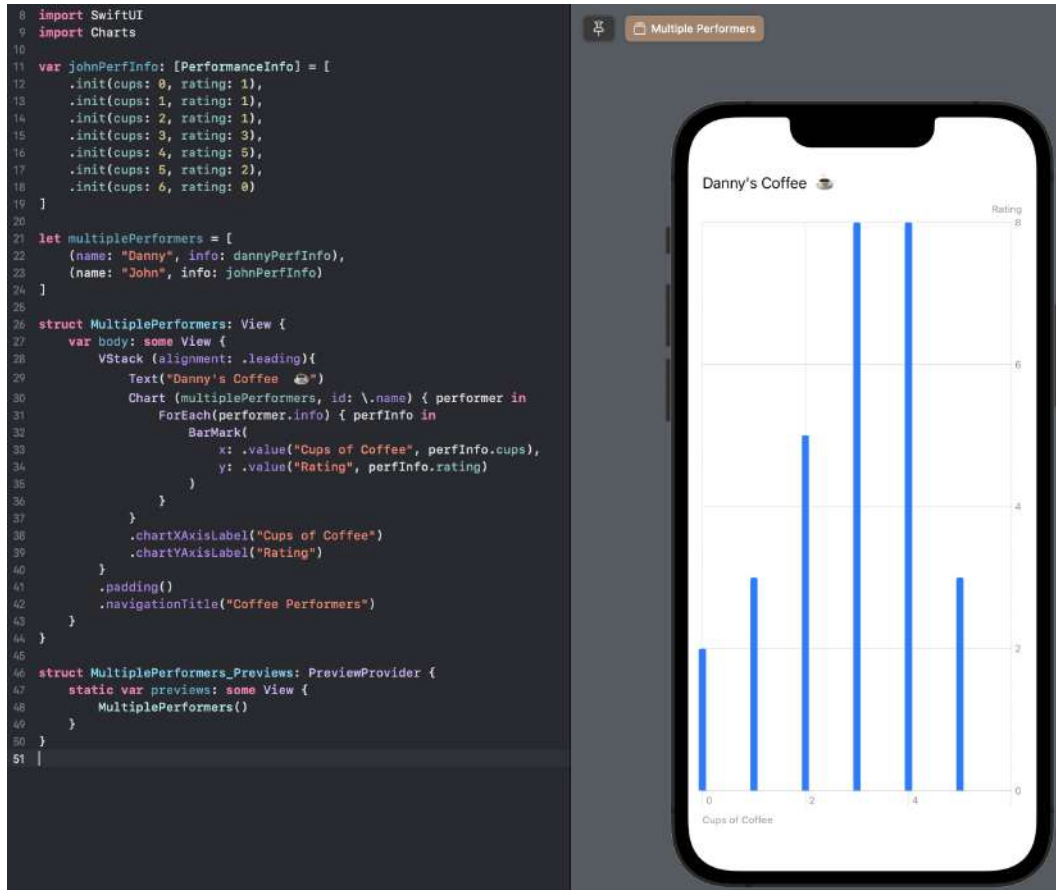 8 import SwiftUI
9 import Charts
10
11 var johnPerfInfo: [PerformanceInfo] = [
12     .init(cups: 0, rating: 1),
13     .init(cups: 1, rating: 1),
14     .init(cups: 2, rating: 1),
15     .init(cups: 3, rating: 3),
16     .init(cups: 4, rating: 5),
17     .init(cups: 5, rating: 2),
18     .init(cups: 6, rating: 0)
19 ]
20
21 let multiplePerformers = [
22     (name: "Danny", info: dannyPerfInfo),
23     (name: "John", info: johnPerfInfo)
24 ]
25
26 struct MultiplePerformers: View {
27     var body: some View {
28         VStack (alignment: .leading){
29             Text("Danny's Coffee ☕")
30             Chart (multiplePerformers, id: \.name) { performer in
31                 ForEach(performer.info) { perfInfo in
32                     BarMark(
33                         x: .value("Cups of Coffee", perfInfo.cups),
34                         y: .value("Rating", perfInfo.rating)
35                     )
36                 }
37             }
38             .chartXAxisLabel("Cups of Coffee")
39             .chartYAxisLabel("Rating")
40         }
41         .padding()
42         .navigationTitle("Coffee Performers")
43     }
44 }
45
46 struct MultiplePerformers_Previews: PreviewProvider {
47     static var previews: some View {
48         MultiplePerformers()
49     }
50 }
51
Multiple Performers
Danny's Coffee ☕
Rating
8
6
4
2
0
0 2 4
Cups of Coffee